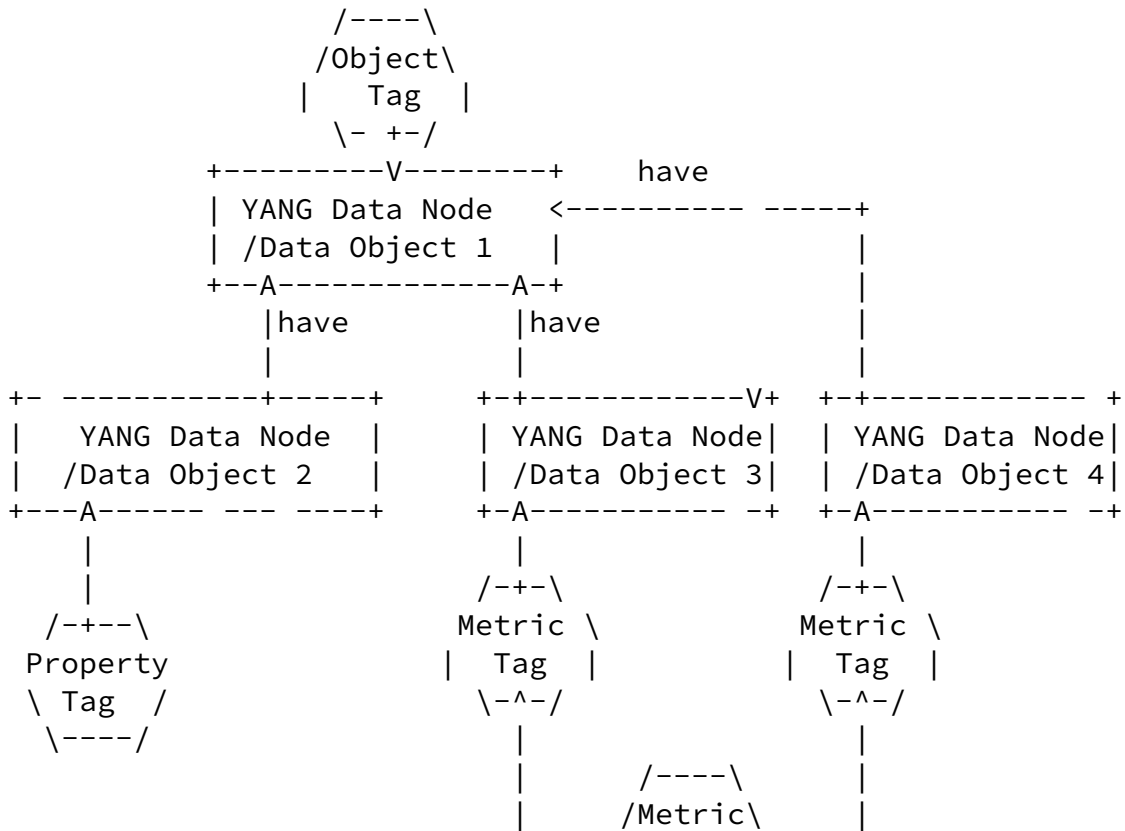 Object
Tag
have
YANG Data Node
/Data Object 1
have have
YANG Data Node YANG Data Node YANG Data Node
/Data Object 2 /Data Object 3 /Data Object 4
Metric Metric
Property Tag Tag
Tag
Metric